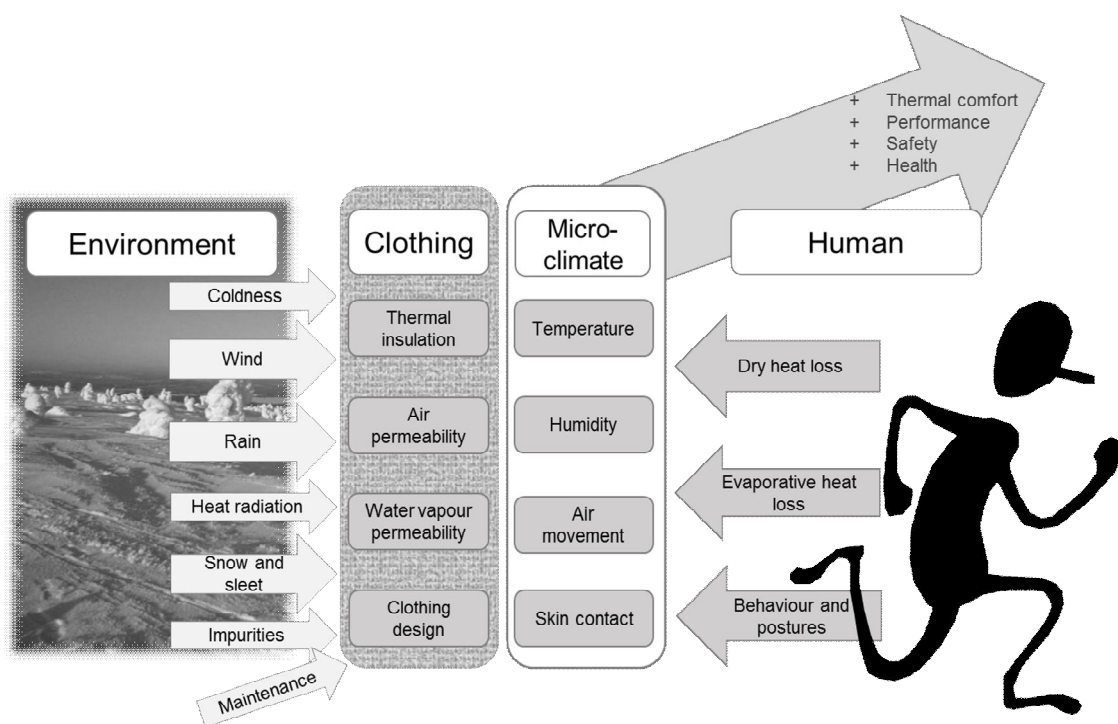 + Thermal comfort
+ Performance
+ Safety
+ Health
Environment
Clothing
Micro-
climate
Human
Coldness
Wind
Rain
Heat radiation
Snow and
sleet
Impurities
Maintenance
Thermal
insulation
Air
permeability
Water vapour
permeability
Clothing
design
Temperature
Humidity
Air
movement
Skin contact
Dry heat loss
Evaporative heat
loss
Behaviour and
postures